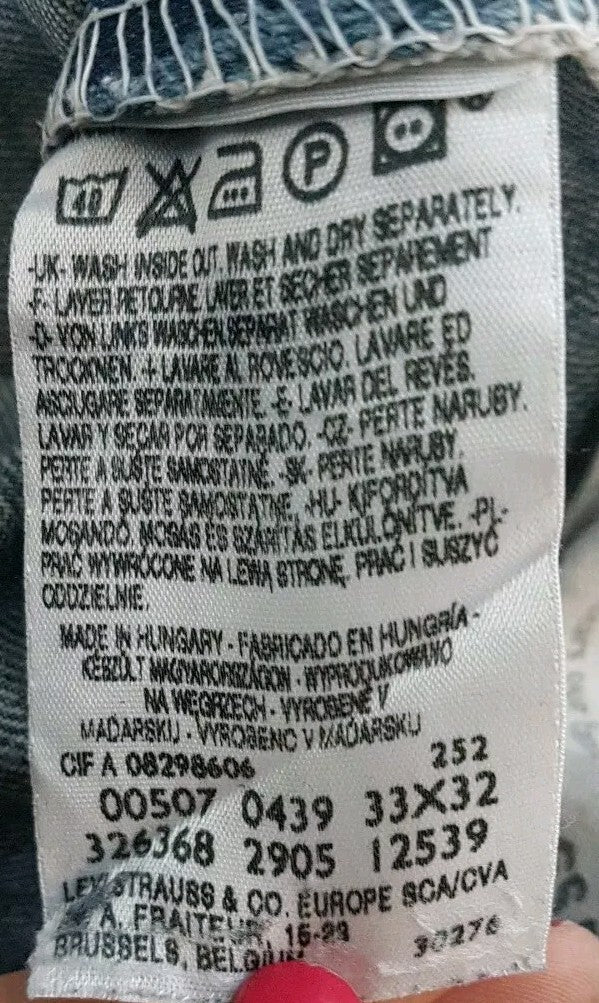 40
P
-UK- WASH INSIDE OUT. WASH AND DRY SEPARATELY.
-F- LAVER RETOURNE LAVER ET SECHER SEPAREMENT
-D- VON LINKS WASCHEN SEPARAT WASCHEN UND
TROCKNEN. -I- LAVARE AL ROVESCIO. LAVARE ED
ASCIUGARE SEPARATAMENTE. -E- LAVAR DEL REVÉS.
LAVAR Y SECAR POR SEPARADO. -CZ- PERTE NARUBY.
PERTE A SUŠTE SAMOSTATNĚ. -SK- PERTE NARUBY.
PERTE A SUŠTE SAMOSTATNE. -HU- KIFORDÍTVA
MOSANDÓ. MOSÁS ÉS SZÁRÍTÁS ELKÜLÖNÍTVE. -PL-
PRAĆ WYWRÓCONE NA LEWĄ STRONĘ. PRAĆ I SUSZYĆ
ODDZIELNIE.
MADE IN HUNGARY - FABRICADO EN HUNGRÍA -
KÉSZÜLT MAGYARORSZÁGON - WYPRODUKOWANO
NA WĘGRZECH - VYROBENÉ V
MAĎARSKU - VYROBENO V MAĎARSKU
CIF A 08298606 252
00507 0439 33X32
326368 2905 12539
LEVI STRAUSS & CO. EUROPE SCA/CVA
A. FRAITEUR, 15-23
BRUSSELS, BELGIUM 30276